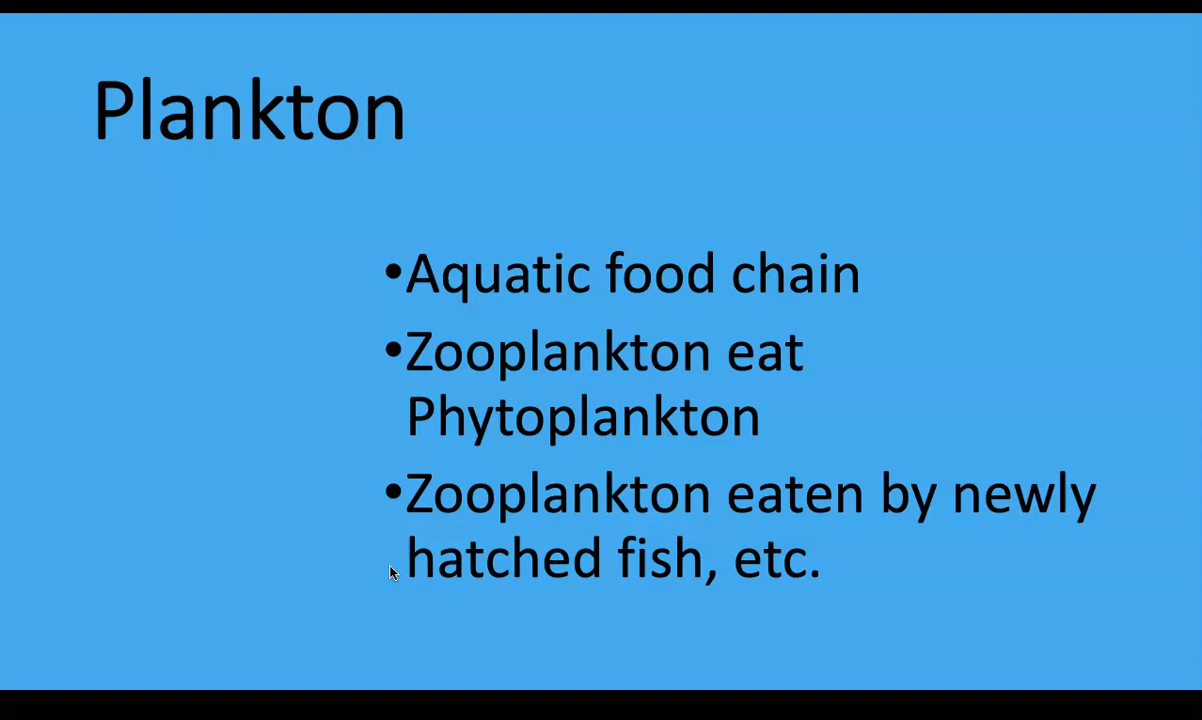 Plankton
•Aquatic food chain
•Zooplankton eat
Phytoplankton
•Zooplankton eaten by newly
hatched fish, etc.